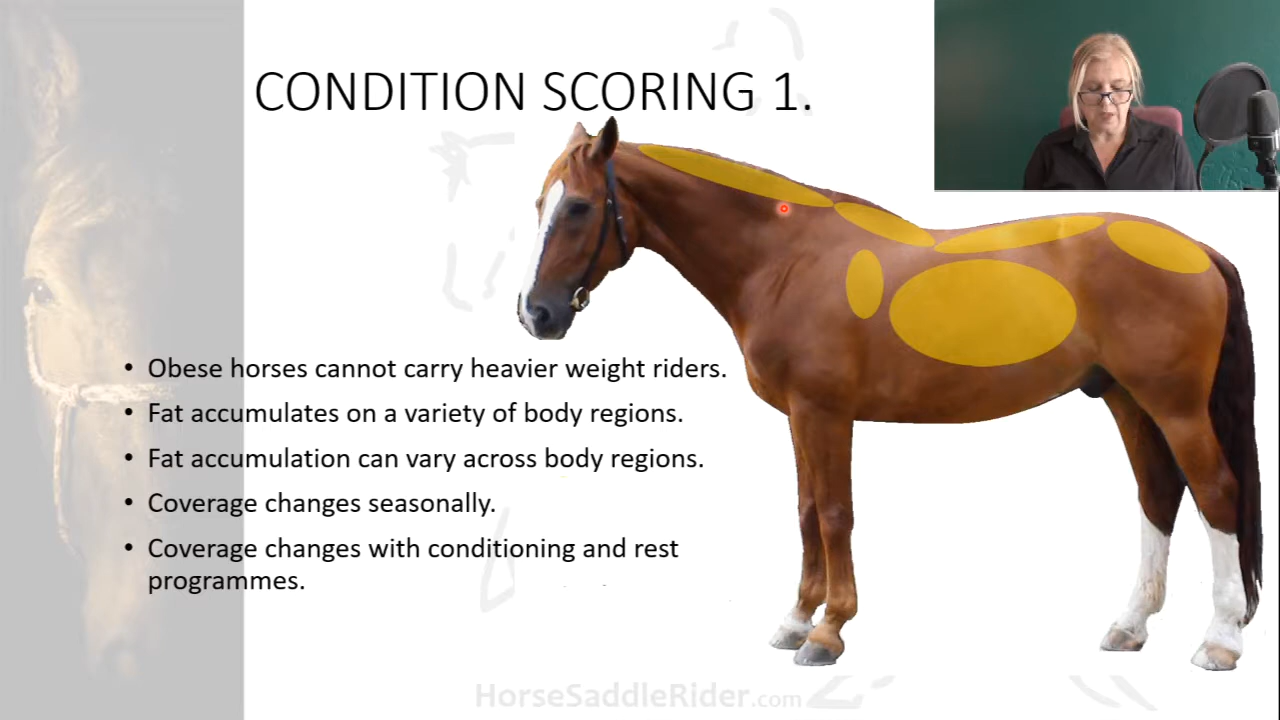 CONDITION SCORING 1.
• Obese horses cannot carry heavier weight riders.
• Fat accumulates on a variety of body regions.
• Fat accumulation can vary across body regions.
• Coverage changes seasonally.
• Coverage changes with conditioning and rest
programmes.
HorseSaddleRider.com